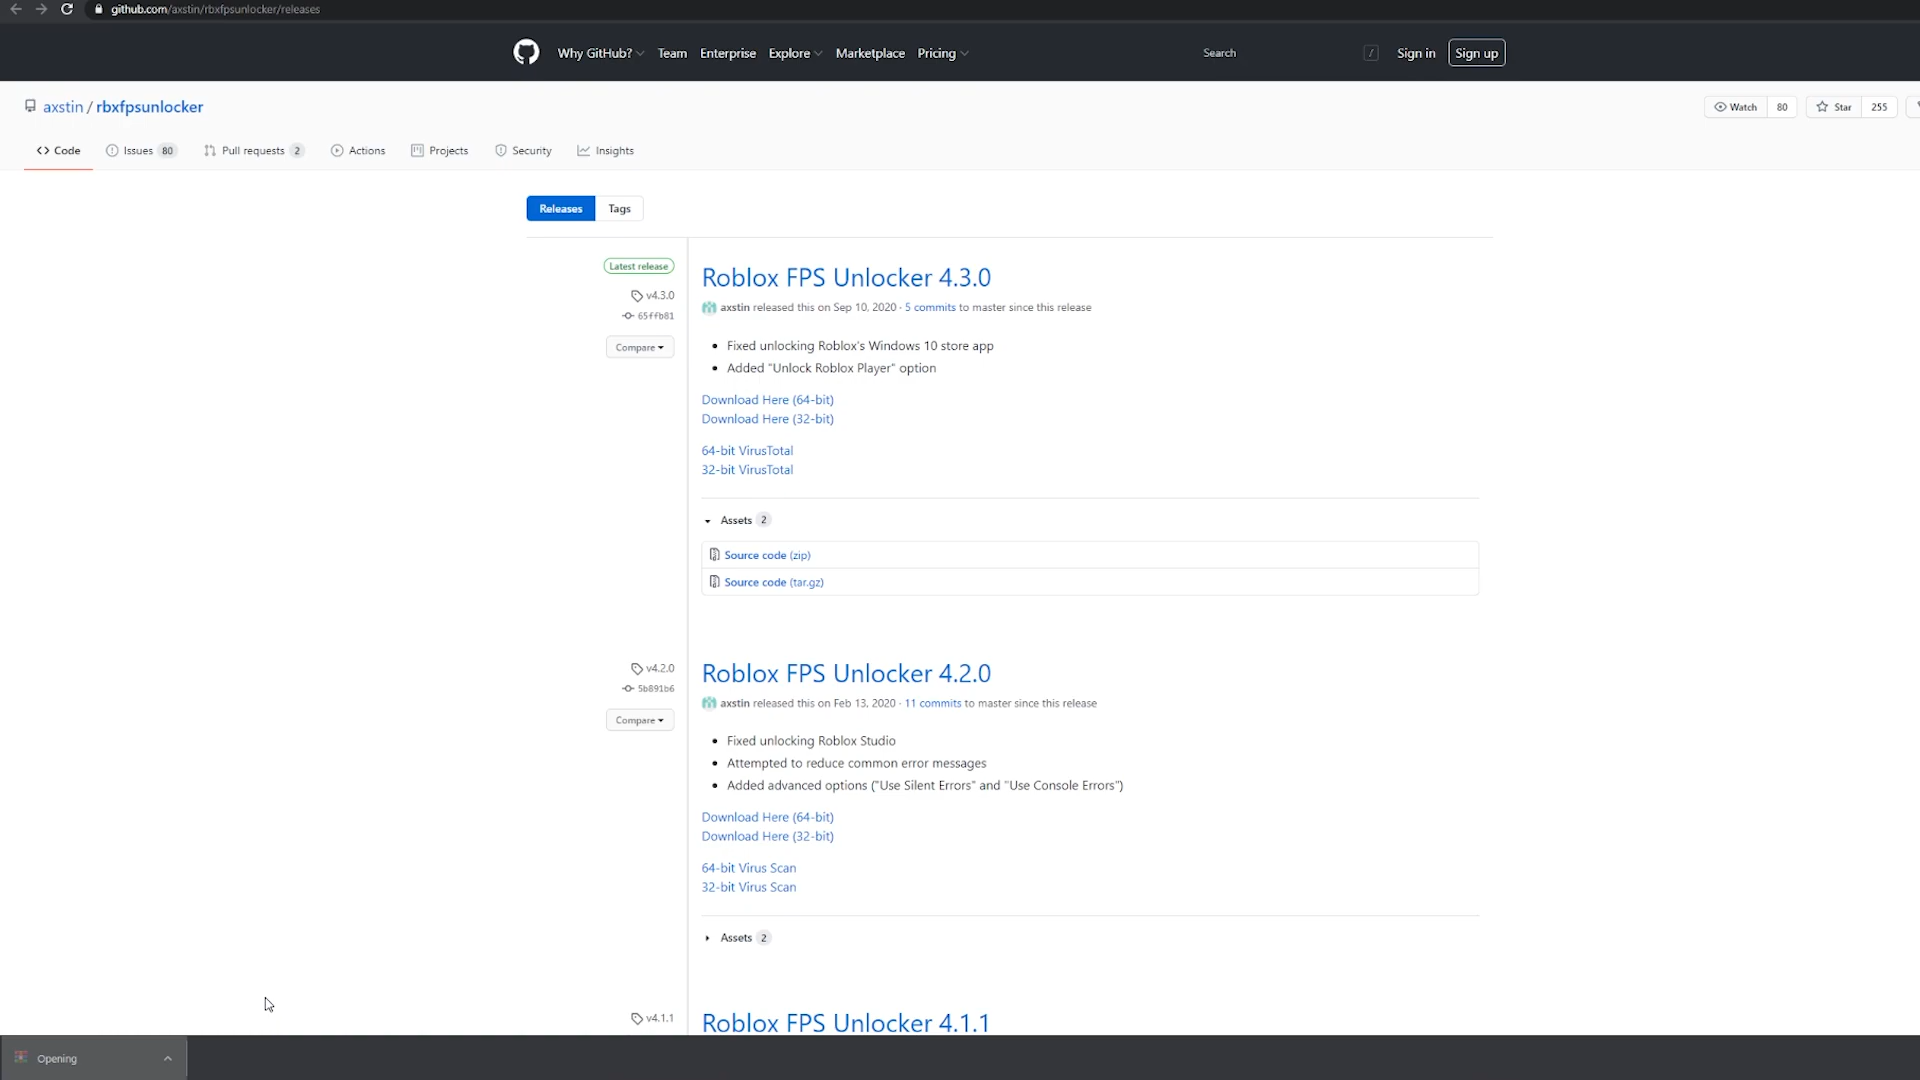 github.com/axstin/rbxfpsunlocker/releases
Why GitHub? Team Enterprise Explore Marketplace Pricing Search / Sign in Sign up
axstin / rbxfpsunlocker Watch 80 Star 255
Code Issues 80 Pull requests 2 Actions Projects Security Insights
Releases Tags
Latest release
v4.3.0
65ffb81
Compare
Roblox FPS Unlocker 4.3.0
axstin released this on Sep 10, 2020 · 5 commits to master since this release
• Fixed unlocking Roblox's Windows 10 store app
• Added "Unlock Roblox Player" option
Download Here (64-bit)
Download Here (32-bit)
64-bit VirusTotal
32-bit VirusTotal
Assets 2
Source code (zip)
Source code (tar.gz)
v4.2.0
5b891b6
Compare
Roblox FPS Unlocker 4.2.0
axstin released this on Feb 13, 2020 · 11 commits to master since this release
• Fixed unlocking Roblox Studio
• Attempted to reduce common error messages
• Added advanced options ("Use Silent Errors" and "Use Console Errors")
Download Here (64-bit)
Download Here (32-bit)
64-bit Virus Scan
32-bit Virus Scan
Assets 2
v4.1.1
Roblox FPS Unlocker 4.1.1
Opening